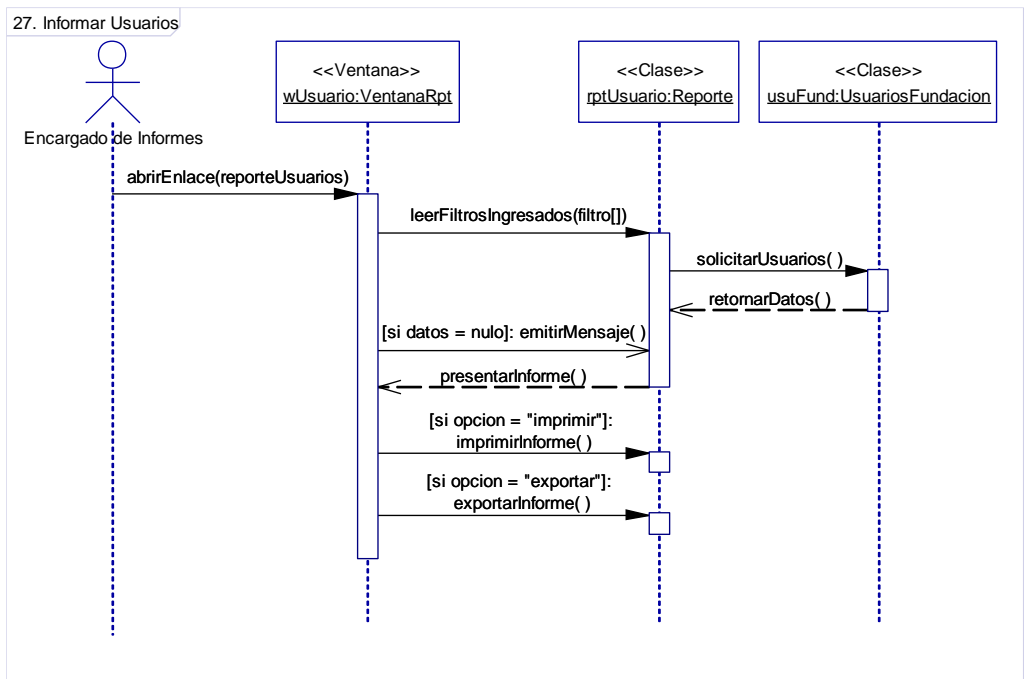 27. Informar Usuarios
<<Ventana>>
wUsuario:VentanaRpt
<<Clase>>
rptUsuario:Reporte
<<Clase>>
usuFund:UsuariosFundacion
Encargado de Informes
abrirEnlace(reporteUsuarios)
leerFiltrosIngresados(filtro[])
solicitarUsuarios( )
retornarDatos( )
[si datos = nulo]: emitirMensaje( )
presentarInforme( )
[si opcion = "imprimir"]:
imprimirInforme( )
[si opcion = "exportar"]:
exportarInforme( )